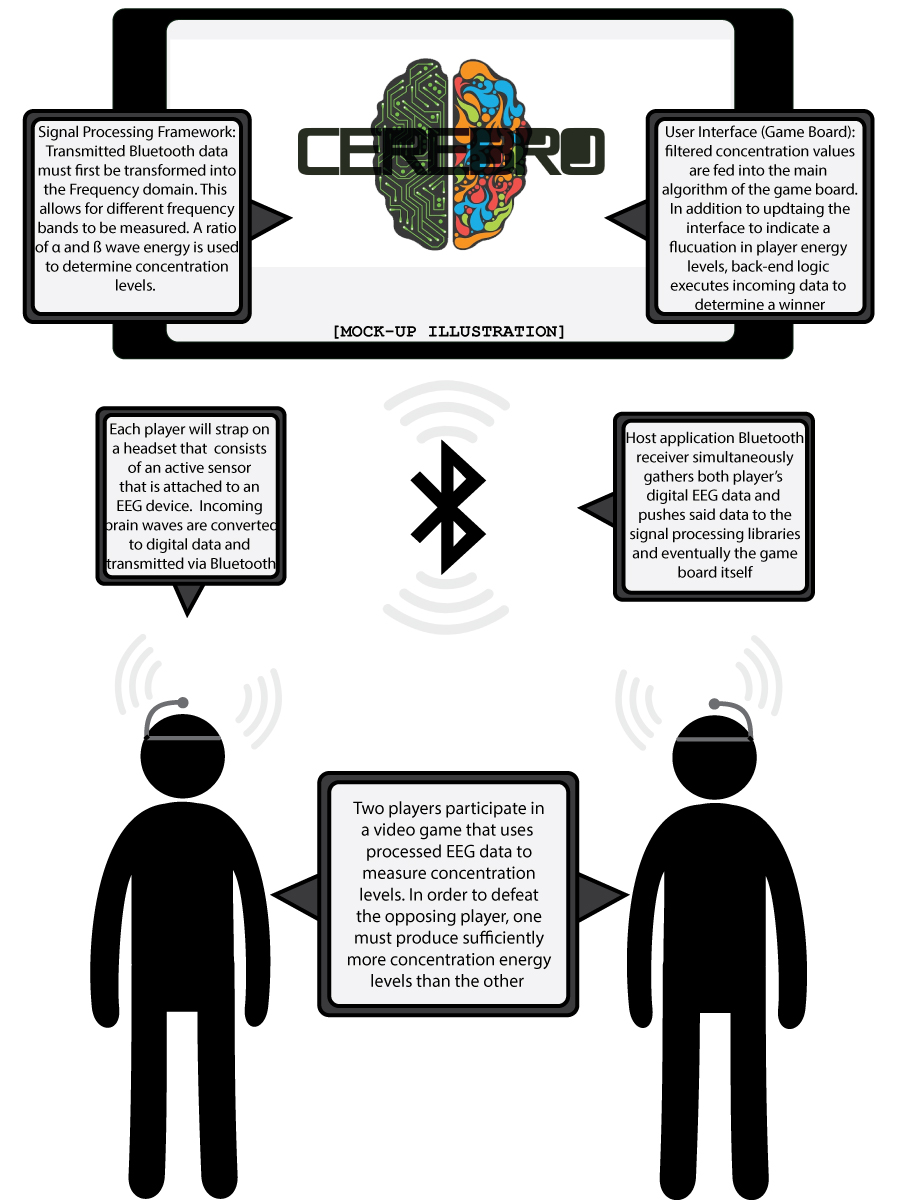 CEREBRO
Signal Processing Framework:
Transmitted Bluetooth data
must first be transformed into
the Frequency domain. This
allows for different frequency
bands to be measured. A ratio
of α and ß wave energy is used
to determine concentration
levels.
User Interface (Game Board):
filtered concentration values
are fed into the main
algorithm of the game board.
In addition to updtaing the
interface to indicate a
flucuation in player energy
levels, back-end logic
executes incoming data to
determine a winner
[MOCK-UP ILLUSTRATION]
Each player will strap on
a headset that consists
of an active sensor
that is attached to an
EEG device. Incoming
brain waves are converted
to digital data and
transmitted via Bluetooth
Host application Bluetooth
receiver simultaneously
gathers both player's
digital EEG data and
pushes said data to the
signal processing libraries
and eventually the game
board itself
Two players participate in
a video game that uses
processed EEG data to
measure concentration
levels. In order to defeat
the opposing player, one
must produce sufficiently
more concentration energy
levels than the other